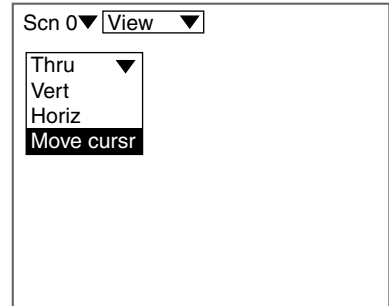 Scn 0▼ View ▼
Thru ▼
Vert
Horiz
Move cursr